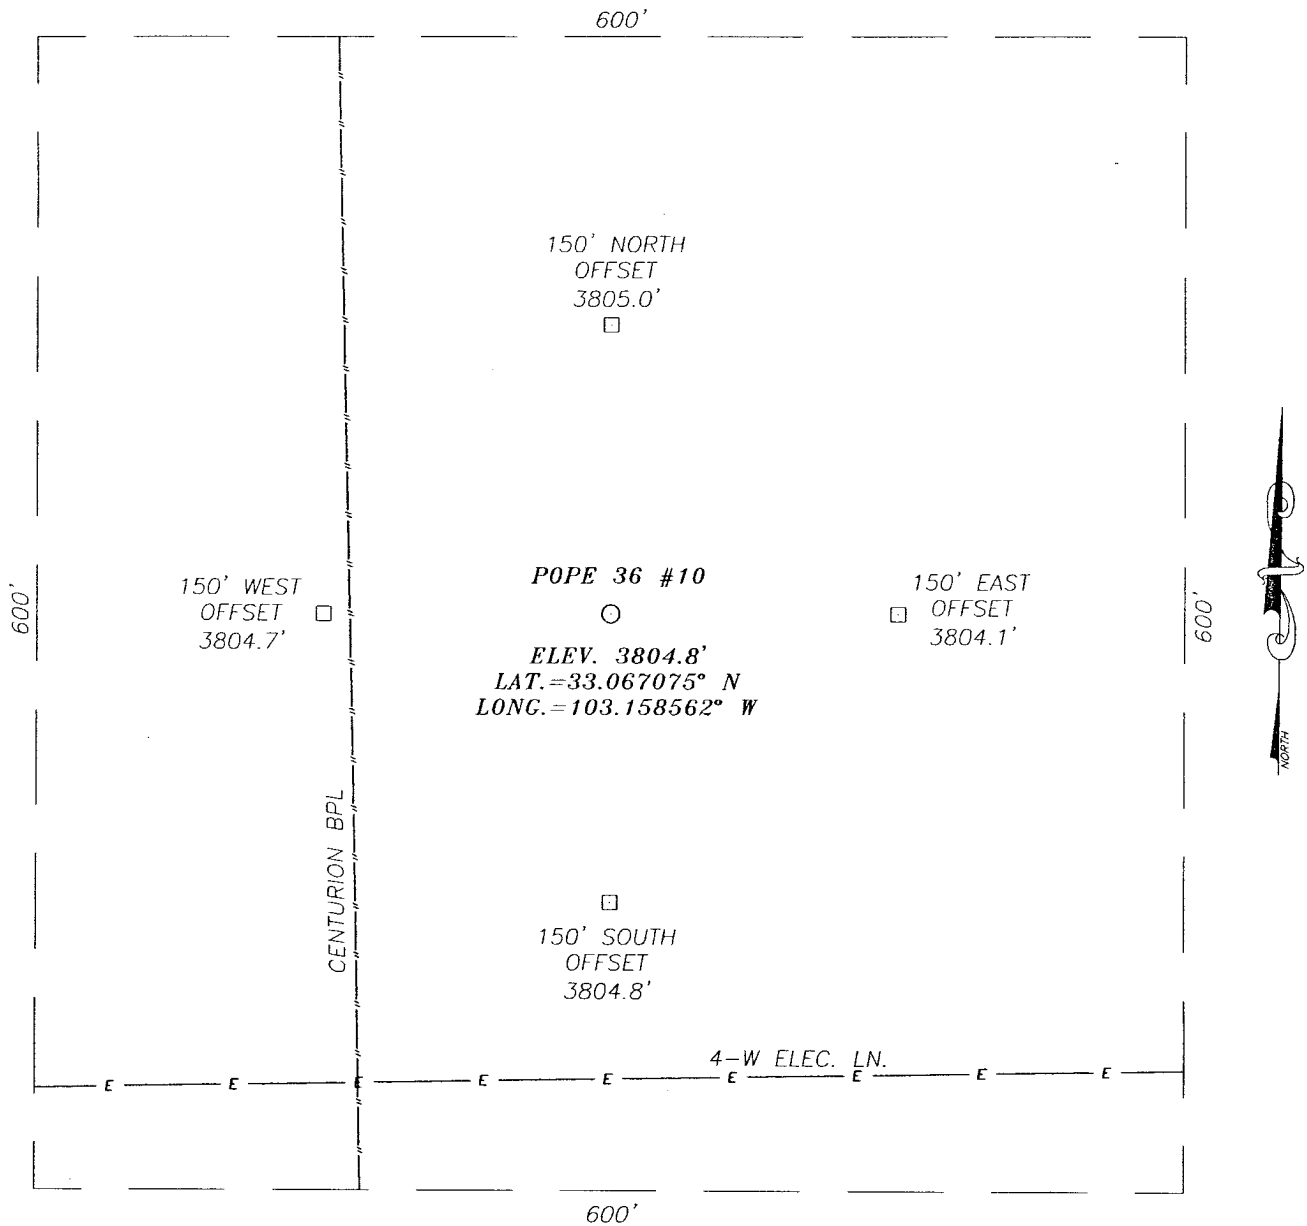 600'
150' NORTH
OFFSET
3805.0'
600'
150' WEST
OFFSET
3804.7'
POPE 36 #10
ELEV. 3804.8'
LAT.=33.067075° N
LONG.=103.158562° W
150' EAST
OFFSET
3804.1'
600'
NORTH
CENTURION BPL
150' SOUTH
OFFSET
3804.8'
4-W ELEC. LN.
E E E E E E E E E
600'